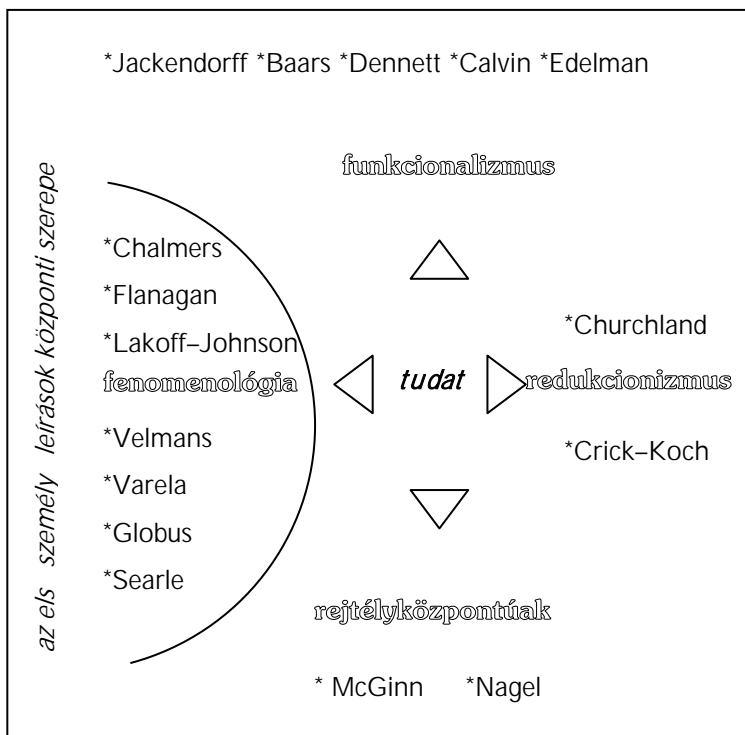 *Jackendorff *Baars *Dennett *Calvin *Edelman
funkcionalizmus
az els személy leírások központi szerepe
*Chalmers
*Flanagan
*Lakoff–Johnson
fenomenológia
*Velmans
*Varela
*Globus
*Searle
tudat
*Churchland
redukcionizmus
*Crick–Koch
rejtélyközpontúak
* McGinn *Nagel